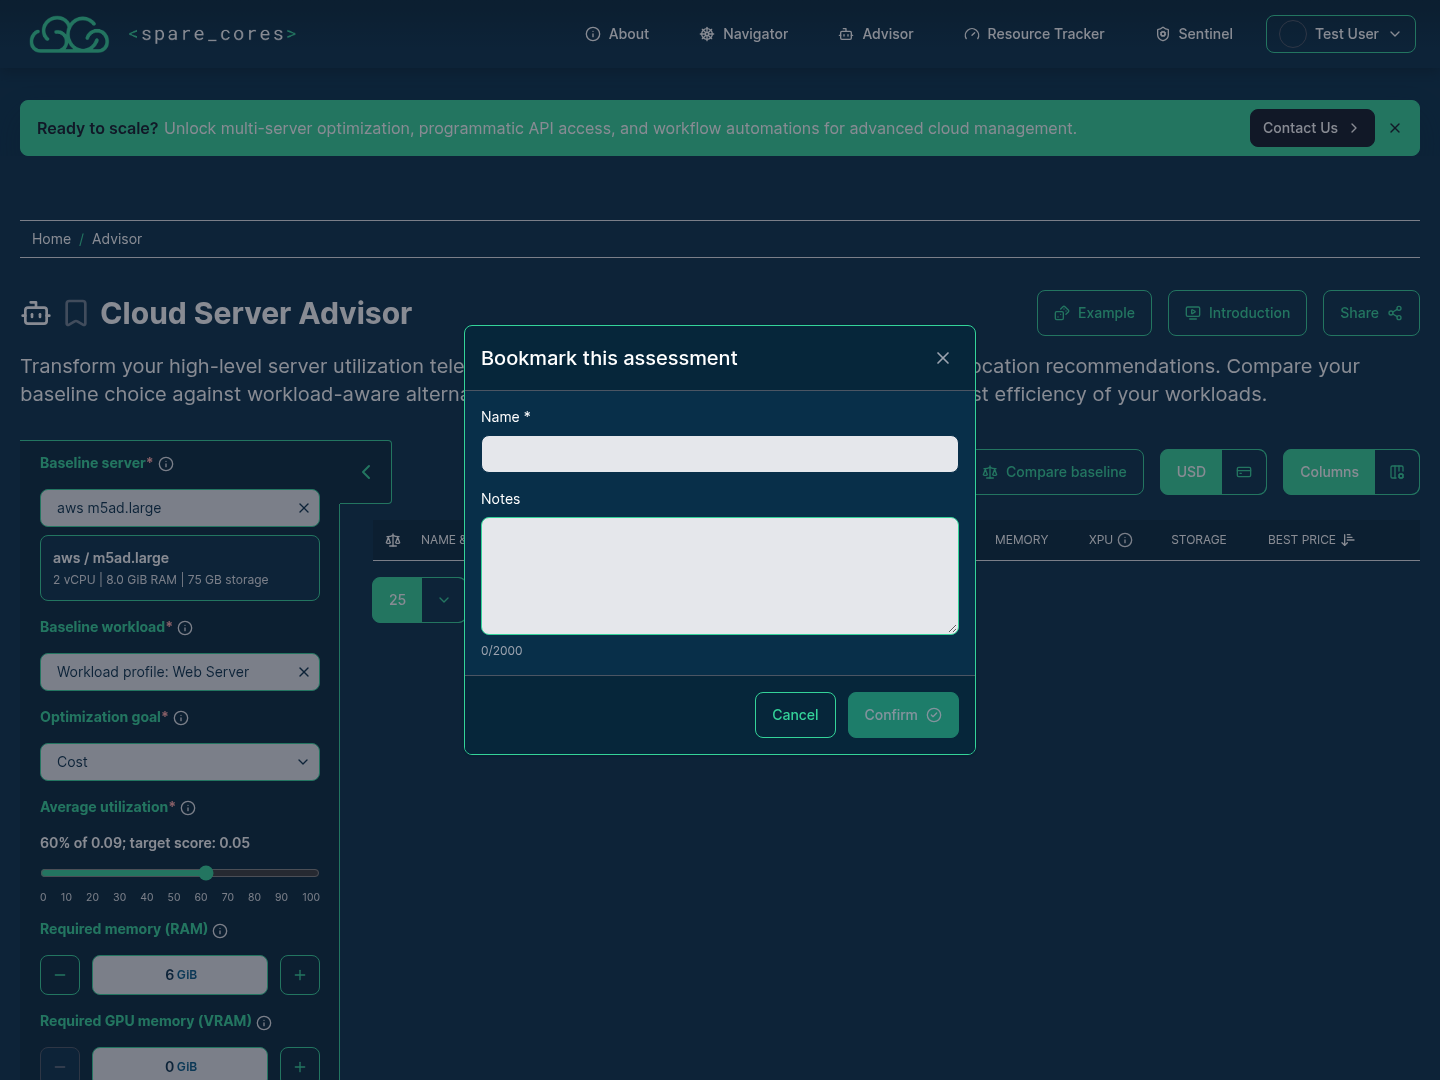 <spare_cores>
About
Navigator
Advisor
Resource Tracker
Sentinel
Test User
Ready to scale? Unlock multi-server optimization, programmatic API access, and workflow automations for advanced cloud management.
Contact Us
Home / Advisor
Cloud Server Advisor
Example
Introduction
Share
Transform your high-level server utilization tele
ocation recommendations. Compare your
baseline choice against workload-aware alterna
st efficiency of your workloads.
Bookmark this assessment
Name *
Notes
0/2000
Cancel
Confirm
Baseline server*
aws m5ad.large
aws / m5ad.large
2 vCPU | 8.0 GiB RAM | 75 GB storage
Baseline workload*
Workload profile: Web Server
Optimization goal*
Cost
Average utilization*
60% of 0.09; target score: 0.05
0 10 20 30 40 50 60 70 80 90 100
Required memory (RAM)
6 GiB
Required GPU memory (VRAM)
0 GiB
Compare baseline
USD
Columns
NAME &
MEMORY
XPU
STORAGE
BEST PRICE
25